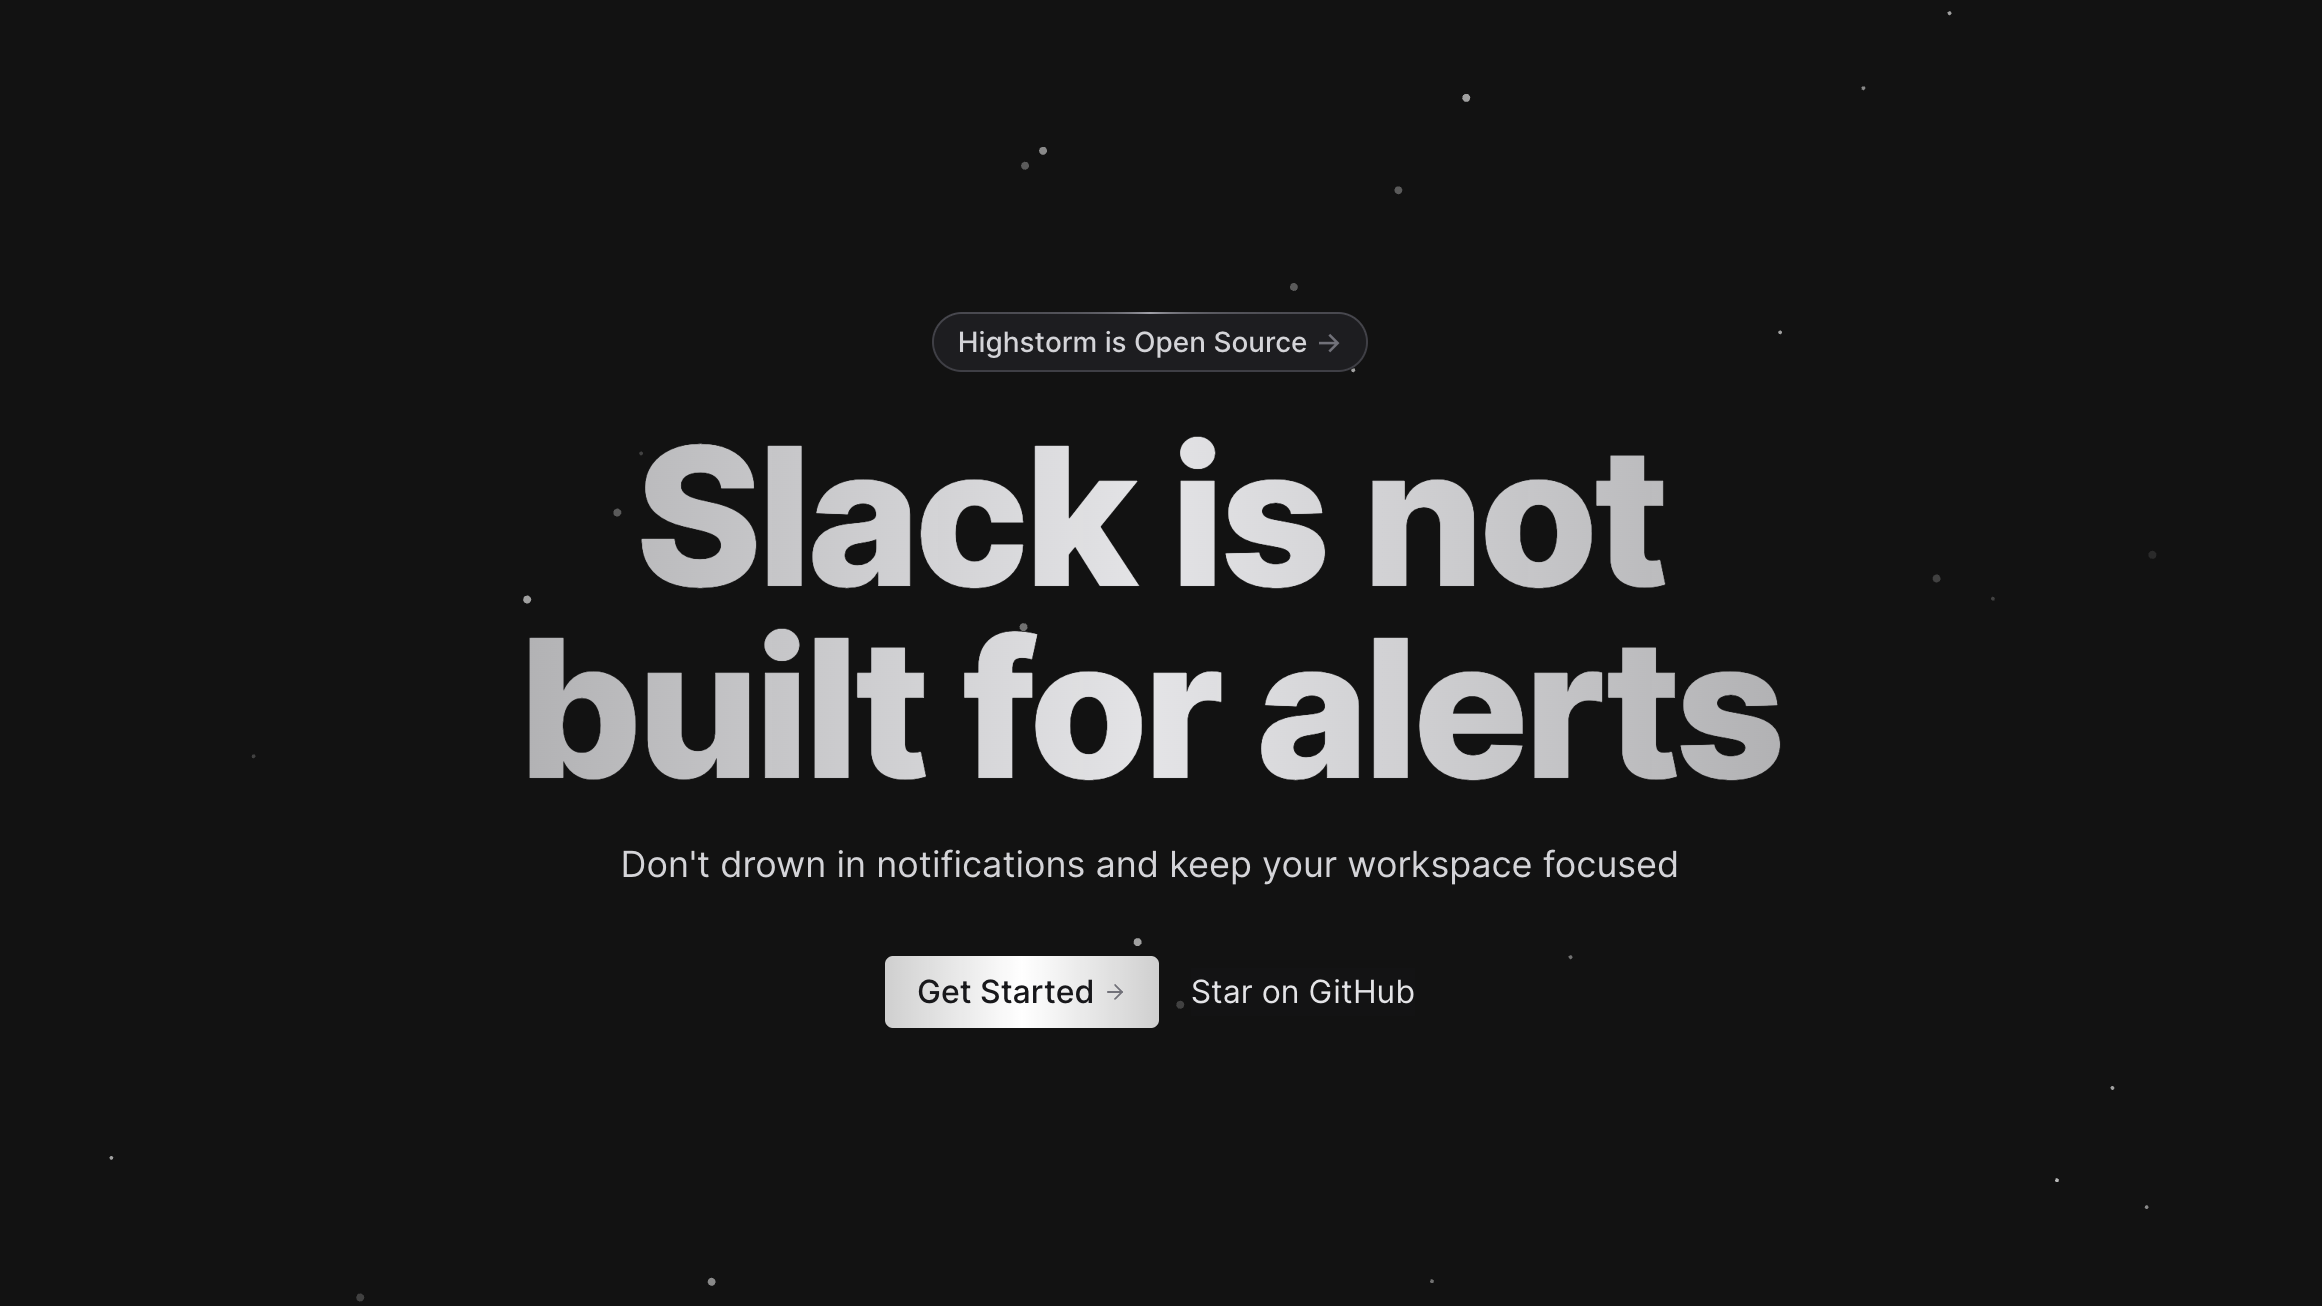 Highstorm is Open Source →
Slack is not
built for alerts
Don't drown in notifications and keep your workspace focused
Get Started →
Star on GitHub